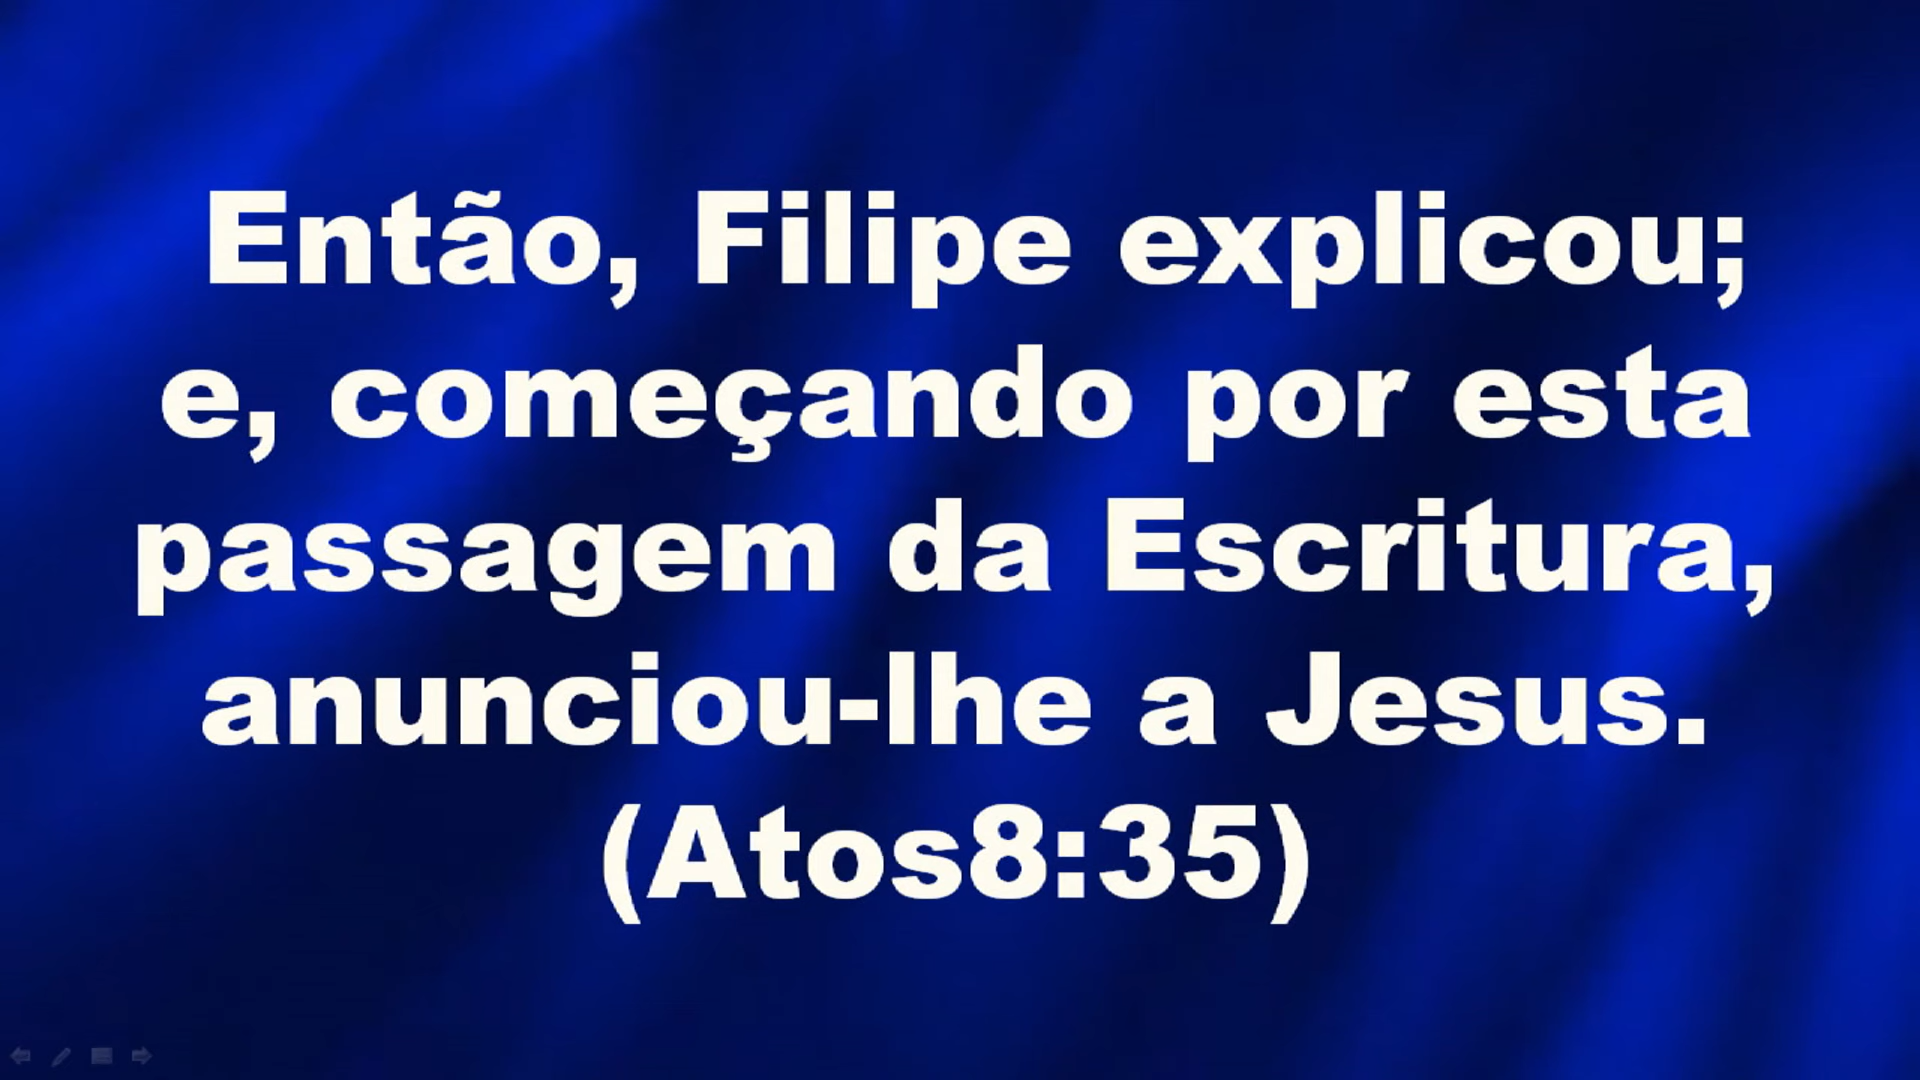 Então, Filipe explicou;
e, começando por esta
passagem da Escritura,
anunciou-lhe a Jesus.
(Atos8:35)